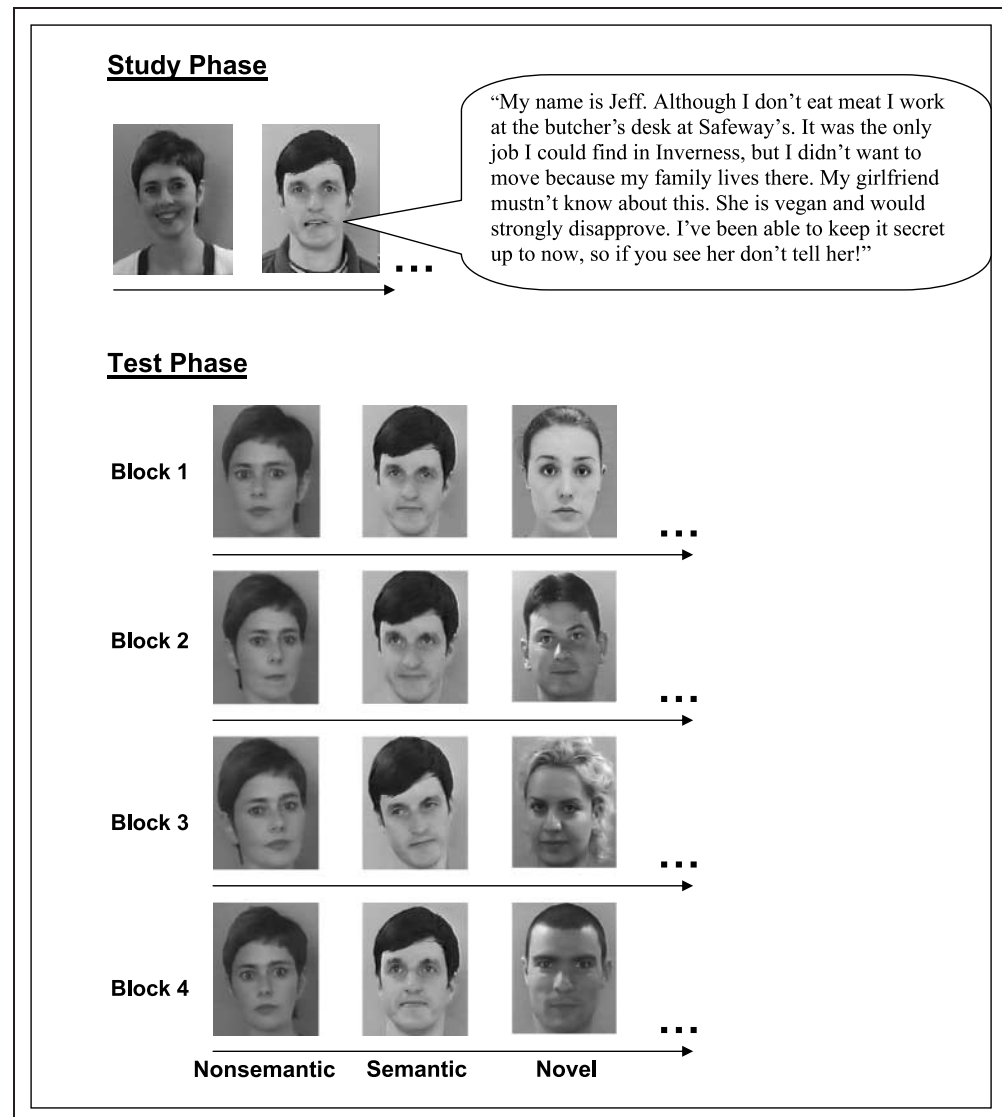 Study Phase
“My name is Jeff. Although I don’t eat meat I work
at the butcher’s desk at Safeway’s. It was the only
job I could find in Inverness, but I didn’t want to
move because my family lives there. My girlfriend
mustn’t know about this. She is vegan and would
strongly disapprove. I’ve been able to keep it secret
up to now, so if you see her don’t tell her!”
...
Test Phase
Block 1
...
Block 2
...
Block 3
...
Block 4
...
Nonsemantic Semantic Novel